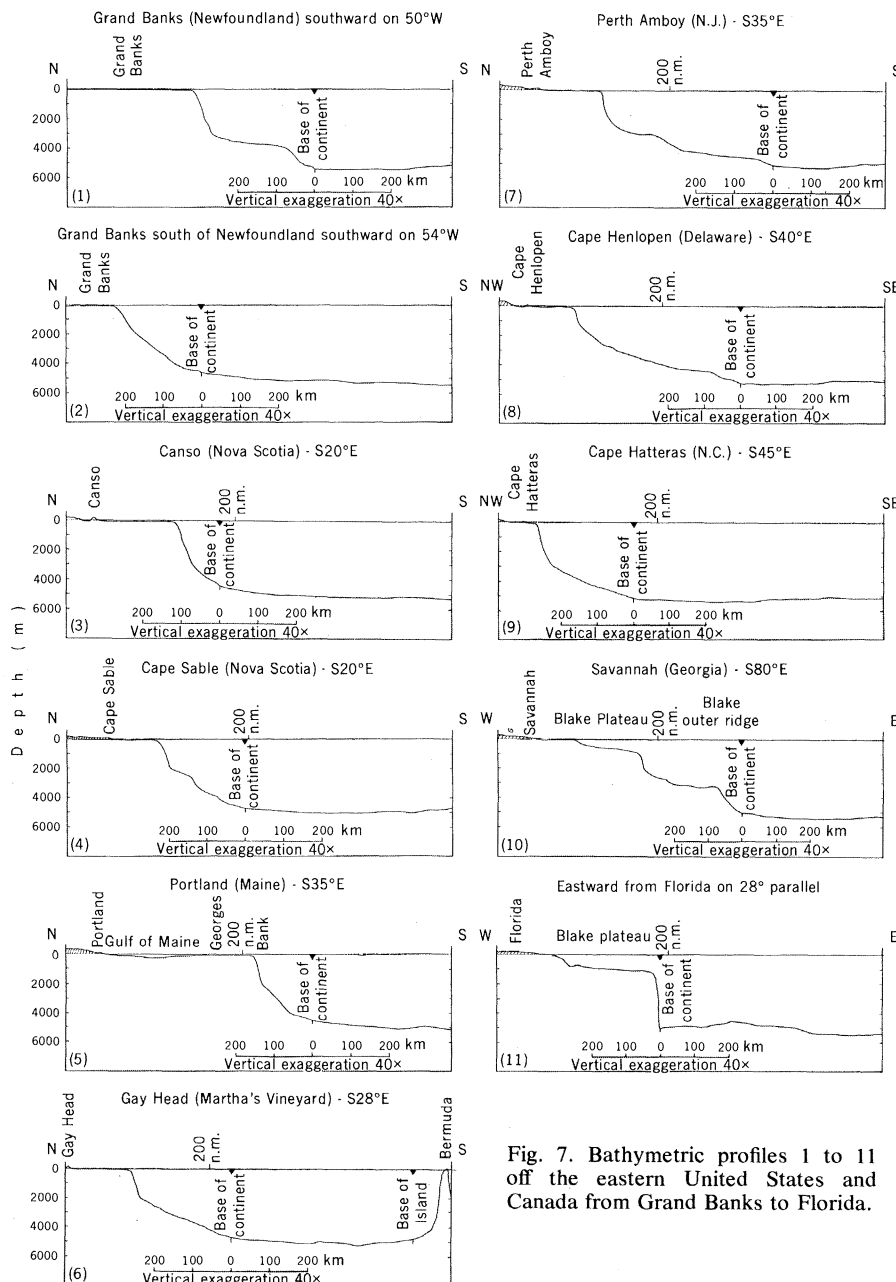 Grand Banks (Newfoundland) southward on 50°W
Grand
Banks
N
S
0
2000
4000
6000
Base of
continent
200 100 0 100 200 km
Vertical exaggeration 40×
(1)
Grand Banks south of Newfoundland southward on 54°W
Grand
Banks
N
S
0
2000
4000
6000
Base of
continent
200 100 0 100 200 km
Vertical exaggeration 40×
(2)
Canso (Nova Scotia) - S20°E
Canso
N
S
200
n.m.
0
2000
4000
6000
Base of
continent
200 100 0 100 200 km
Vertical exaggeration 40×
(3)
Depth (m)
Cape Sable (Nova Scotia) - S20°E
Cape Sable
N
S
200
n.m.
0
2000
4000
6000
Base of
continent
200 100 0 100 200 km
Vertical exaggeration 40×
(4)
Portland (Maine) - S35°E
Portland
Gulf of Maine
Georges
Bank
200
n.m.
N
S
0
2000
4000
6000
Base of
continent
200 100 0 100 200 km
Vertical exaggeration 40×
(5)
Gay Head (Martha's Vineyard) - S28°E
Gay Head
N
S
200
n.m.
Bermuda
0
2000
4000
6000
Base of
continent
Base of
Island
200 100 0 100 200 km
Vertical exaggeration 40×
(6)
Perth Amboy (N.J.) - S35°E
Perth
Amboy
N
S
200
n.m.
Base of
continent
200 100 0 100 200 km
Vertical exaggeration 40×
(7)
Cape Henlopen (Delaware) - S40°E
Cape
Henlopen
NW
SE
200
n.m.
Base of
continent
200 100 0 100 200 km
Vertical exaggeration 40×
(8)
Cape Hatteras (N.C.) - S45°E
Cape
Hatteras
NW
SE
200
n.m.
Base of
continent
200 100 0 100 200 km
Vertical exaggeration 40×
(9)
Savannah (Georgia) - S80°E
Savannah
W
E
Blake Plateau
200
n.m.
Blake
outer ridge
Base of
continent
200 100 0 100 200 km
Vertical exaggeration 40×
(10)
Eastward from Florida on 28° parallel
Florida
W
E
Blake plateau
200
n.m.
Base of
continent
200 100 0 100 200 km
Vertical exaggeration 40×
(11)
Fig. 7. Bathymetric profiles 1 to 11
off the eastern United States and
Canada from Grand Banks to Florida.